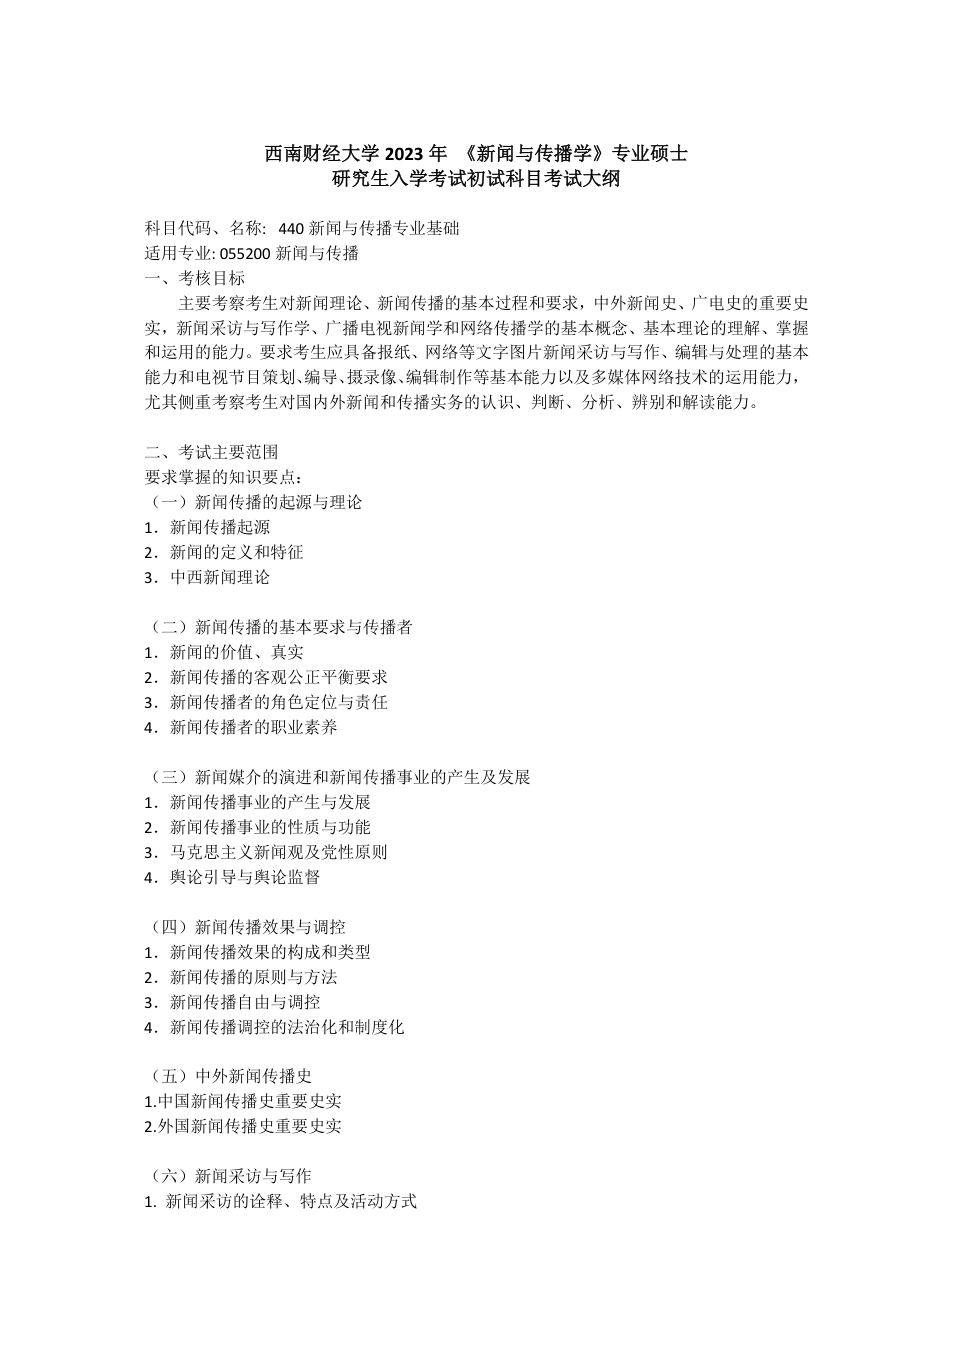 西南财经大学 2023 年 《新闻与传播学》专业硕士
研究生入学考试初试科目考试大纲
科目代码、名称: 440 新闻与传播专业基础
适用专业: 055200 新闻与传播
一、考核目标
主要考察考生对新闻理论、新闻传播的基本过程和要求，中外新闻史、广电史的重要史
实，新闻采访与写作学、广播电视新闻学和网络传播学的基本概念、基本理论的理解、掌握
和运用的能力。要求考生应具备报纸、网络等文字图片新闻采访与写作、编辑与处理的基本
能力和电视节目策划、编导、摄录像、编辑制作等基本能力以及多媒体网络技术的运用能力，
尤其侧重考察考生对国内外新闻和传播实务的认识、判断、分析、辨别和解读能力。
二、考试主要范围
要求掌握的知识要点：
（一）新闻传播的起源与理论
1．新闻传播起源
2．新闻的定义和特征
3．中西新闻理论
（二）新闻传播的基本要求与传播者
1．新闻的价值、真实
2．新闻传播的客观公正平衡要求
3．新闻传播者的角色定位与责任
4．新闻传播者的职业素养
（三）新闻媒介的演进和新闻传播事业的产生及发展
1．新闻传播事业的产生与发展
2．新闻传播事业的性质与功能
3．马克思主义新闻观及党性原则
4．舆论引导与舆论监督
（四）新闻传播效果与调控
1．新闻传播效果的构成和类型
2．新闻传播的原则与方法
3．新闻传播自由与调控
4．新闻传播调控的法治化和制度化
（五）中外新闻传播史
1.中国新闻传播史重要史实
2.外国新闻传播史重要史实
（六）新闻采访与写作
1. 新闻采访的诠释、特点及活动方式